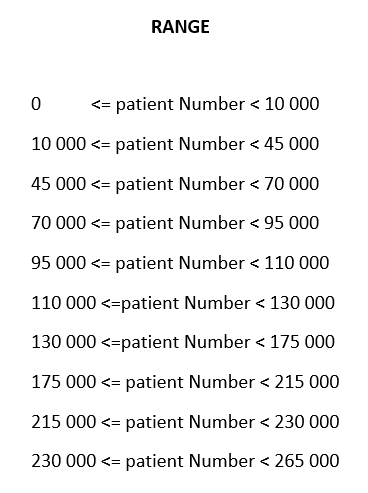 RANGE
0 <= patient Number < 10 000
10 000 <= patient Number < 45 000
45 000 <= patient Number < 70 000
70 000 <= patient Number < 95 000
95 000 <= patient Number < 110 000
110 000 <=patient Number < 130 000
130 000 <=patient Number < 175 000
175 000 <= patient Number < 215 000
215 000 <= patient Number < 230 000
230 000 <= patient Number < 265 000